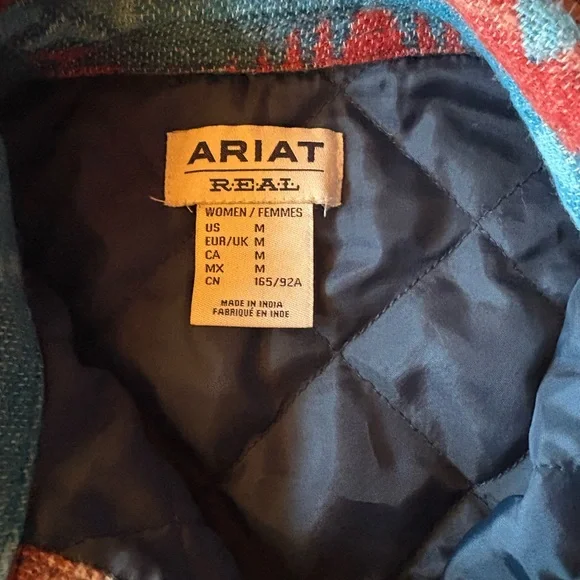 ARIAT
REAL
WOMEN / FEMMES
US M
EUR/UK M
CA M
MX M
CN 165/92A
MADE IN INDIA
FABRIQUÉ EN INDE